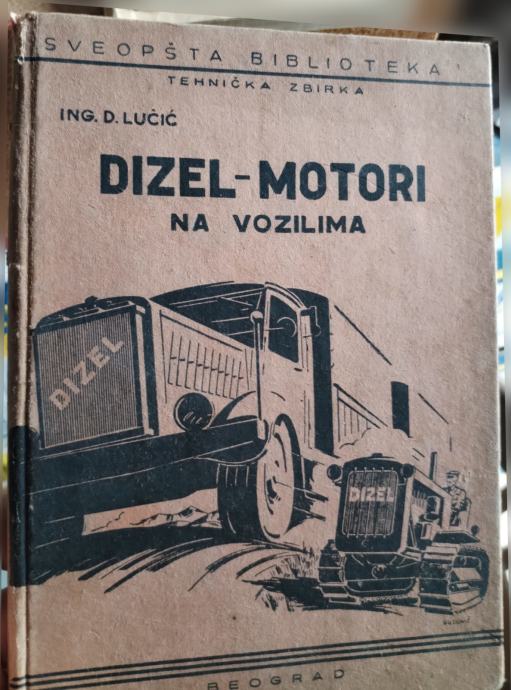 SVEOPŠTA BIBLIOTEKA
TEHNIČKA ZBIRKA
ING. D. LUČIĆ
DIZEL-MOTORI
NA VOZILIMA
DIZEL
DIZEL
BEOGRAD